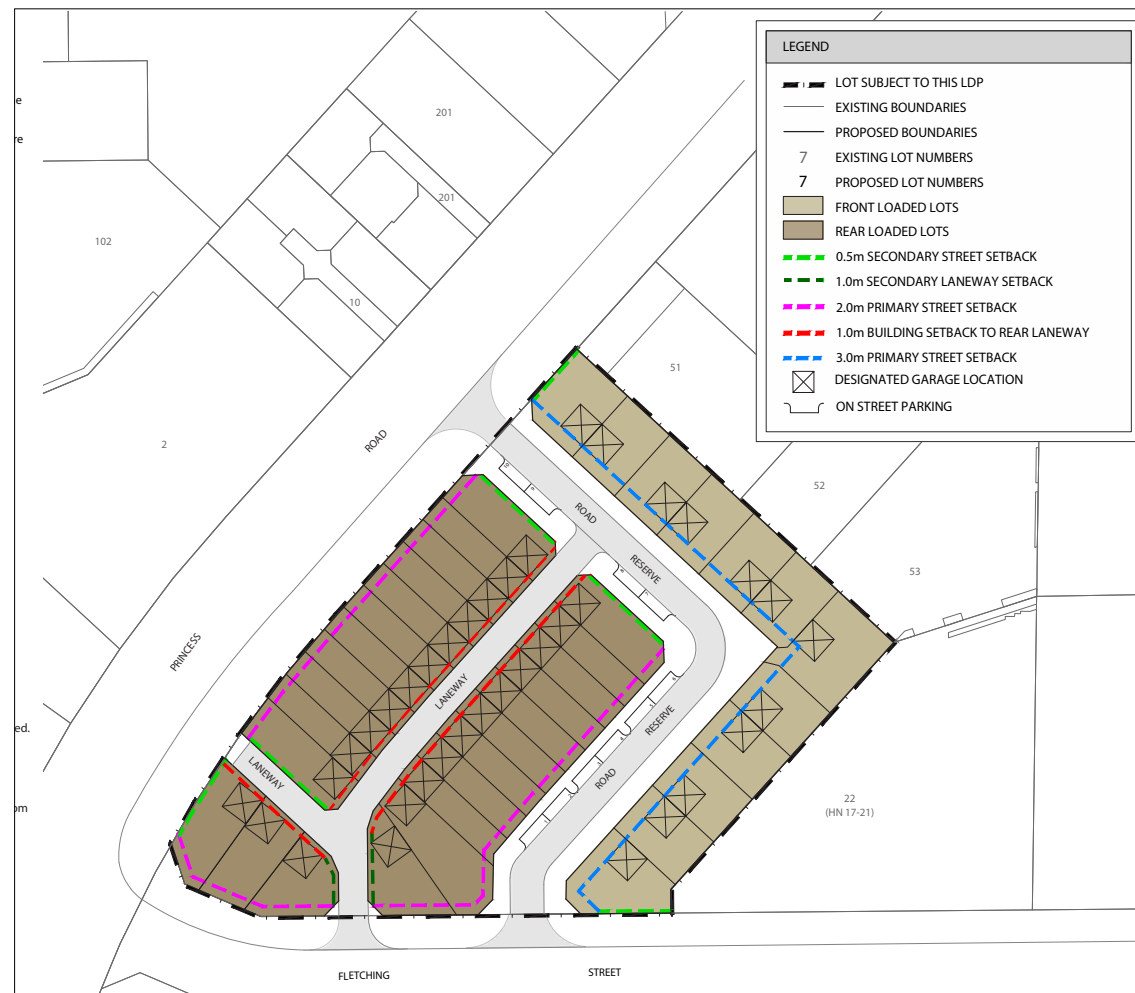 LEGEND
LOT SUBJECT TO THIS LDP
EXISTING BOUNDARIES
PROPOSED BOUNDARIES
7 EXISTING LOT NUMBERS
7 PROPOSED LOT NUMBERS
FRONT LOADED LOTS
REAR LOADED LOTS
0.5m SECONDARY STREET SETBACK
1.0m SECONDARY LANEWAY SETBACK
2.0m PRIMARY STREET SETBACK
1.0m BUILDING SETBACK TO REAR LANEWAY
3.0m PRIMARY STREET SETBACK
DESIGNATED GARAGE LOCATION
ON STREET PARKING
e
re
201
201
102
10
51
2
ROAD
52
ROAD
RESERVE
53
PRINCESS
LANEWAY
RESERVE
ed.
LANEWAY
ROAD
22
(HN 17-21)
om
FLETCHING
STREET